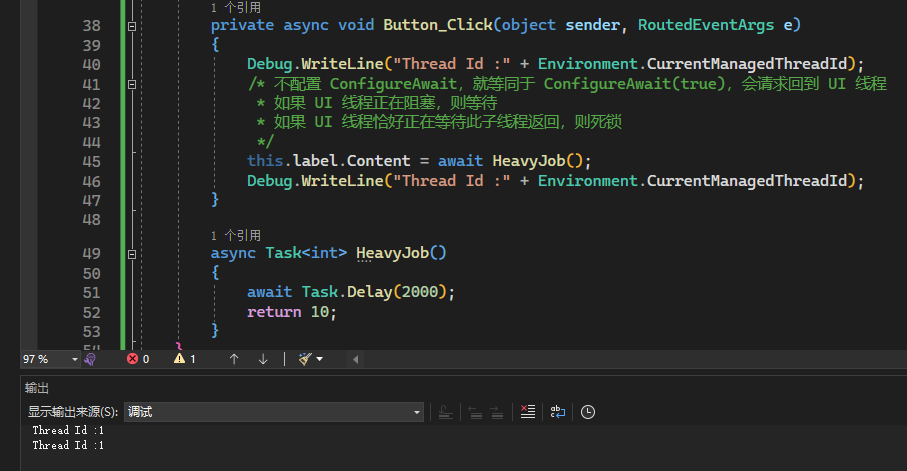 1 个引用
38 private async void Button_Click(object sender, RoutedEventArgs e)
39 {
40 Debug.WriteLine("Thread Id :" + Environment.CurrentManagedThreadId);
41 /* 不配置 ConfigureAwait，就等同于 ConfigureAwait(true)，会请求回到 UI 线程
42 * 如果 UI 线程正在阻塞，则等待
43 * 如果 UI 线程恰好正在等待此子线程返回，则死锁
44 */
45 this.label.Content = await HeavyJob();
46 Debug.WriteLine("Thread Id :" + Environment.CurrentManagedThreadId);
47 }
48
1 个引用
49 async Task<int> HeavyJob()
50 {
51 await Task.Delay(2000);
52 return 10;
53 }
54 }
97 % 0 1
输出
显示输出来源(S): 调试
Thread Id :1
Thread Id :1